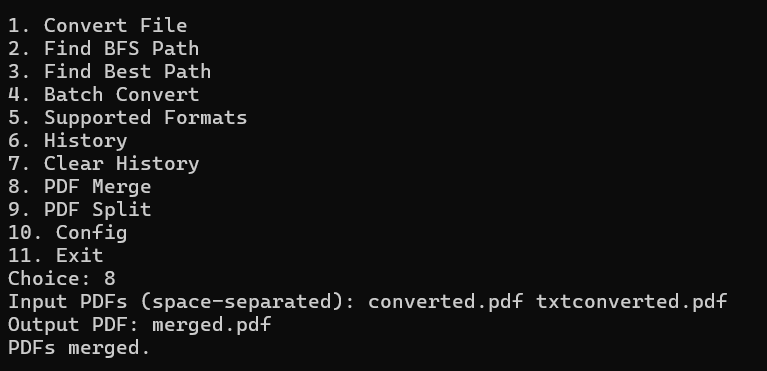 1. Convert File
2. Find BFS Path
3. Find Best Path
4. Batch Convert
5. Supported Formats
6. History
7. Clear History
8. PDF Merge
9. PDF Split
10. Config
11. Exit
Choice: 8
Input PDFs (space-separated): converted.pdf txtconverted.pdf
Output PDF: merged.pdf
PDFs merged.